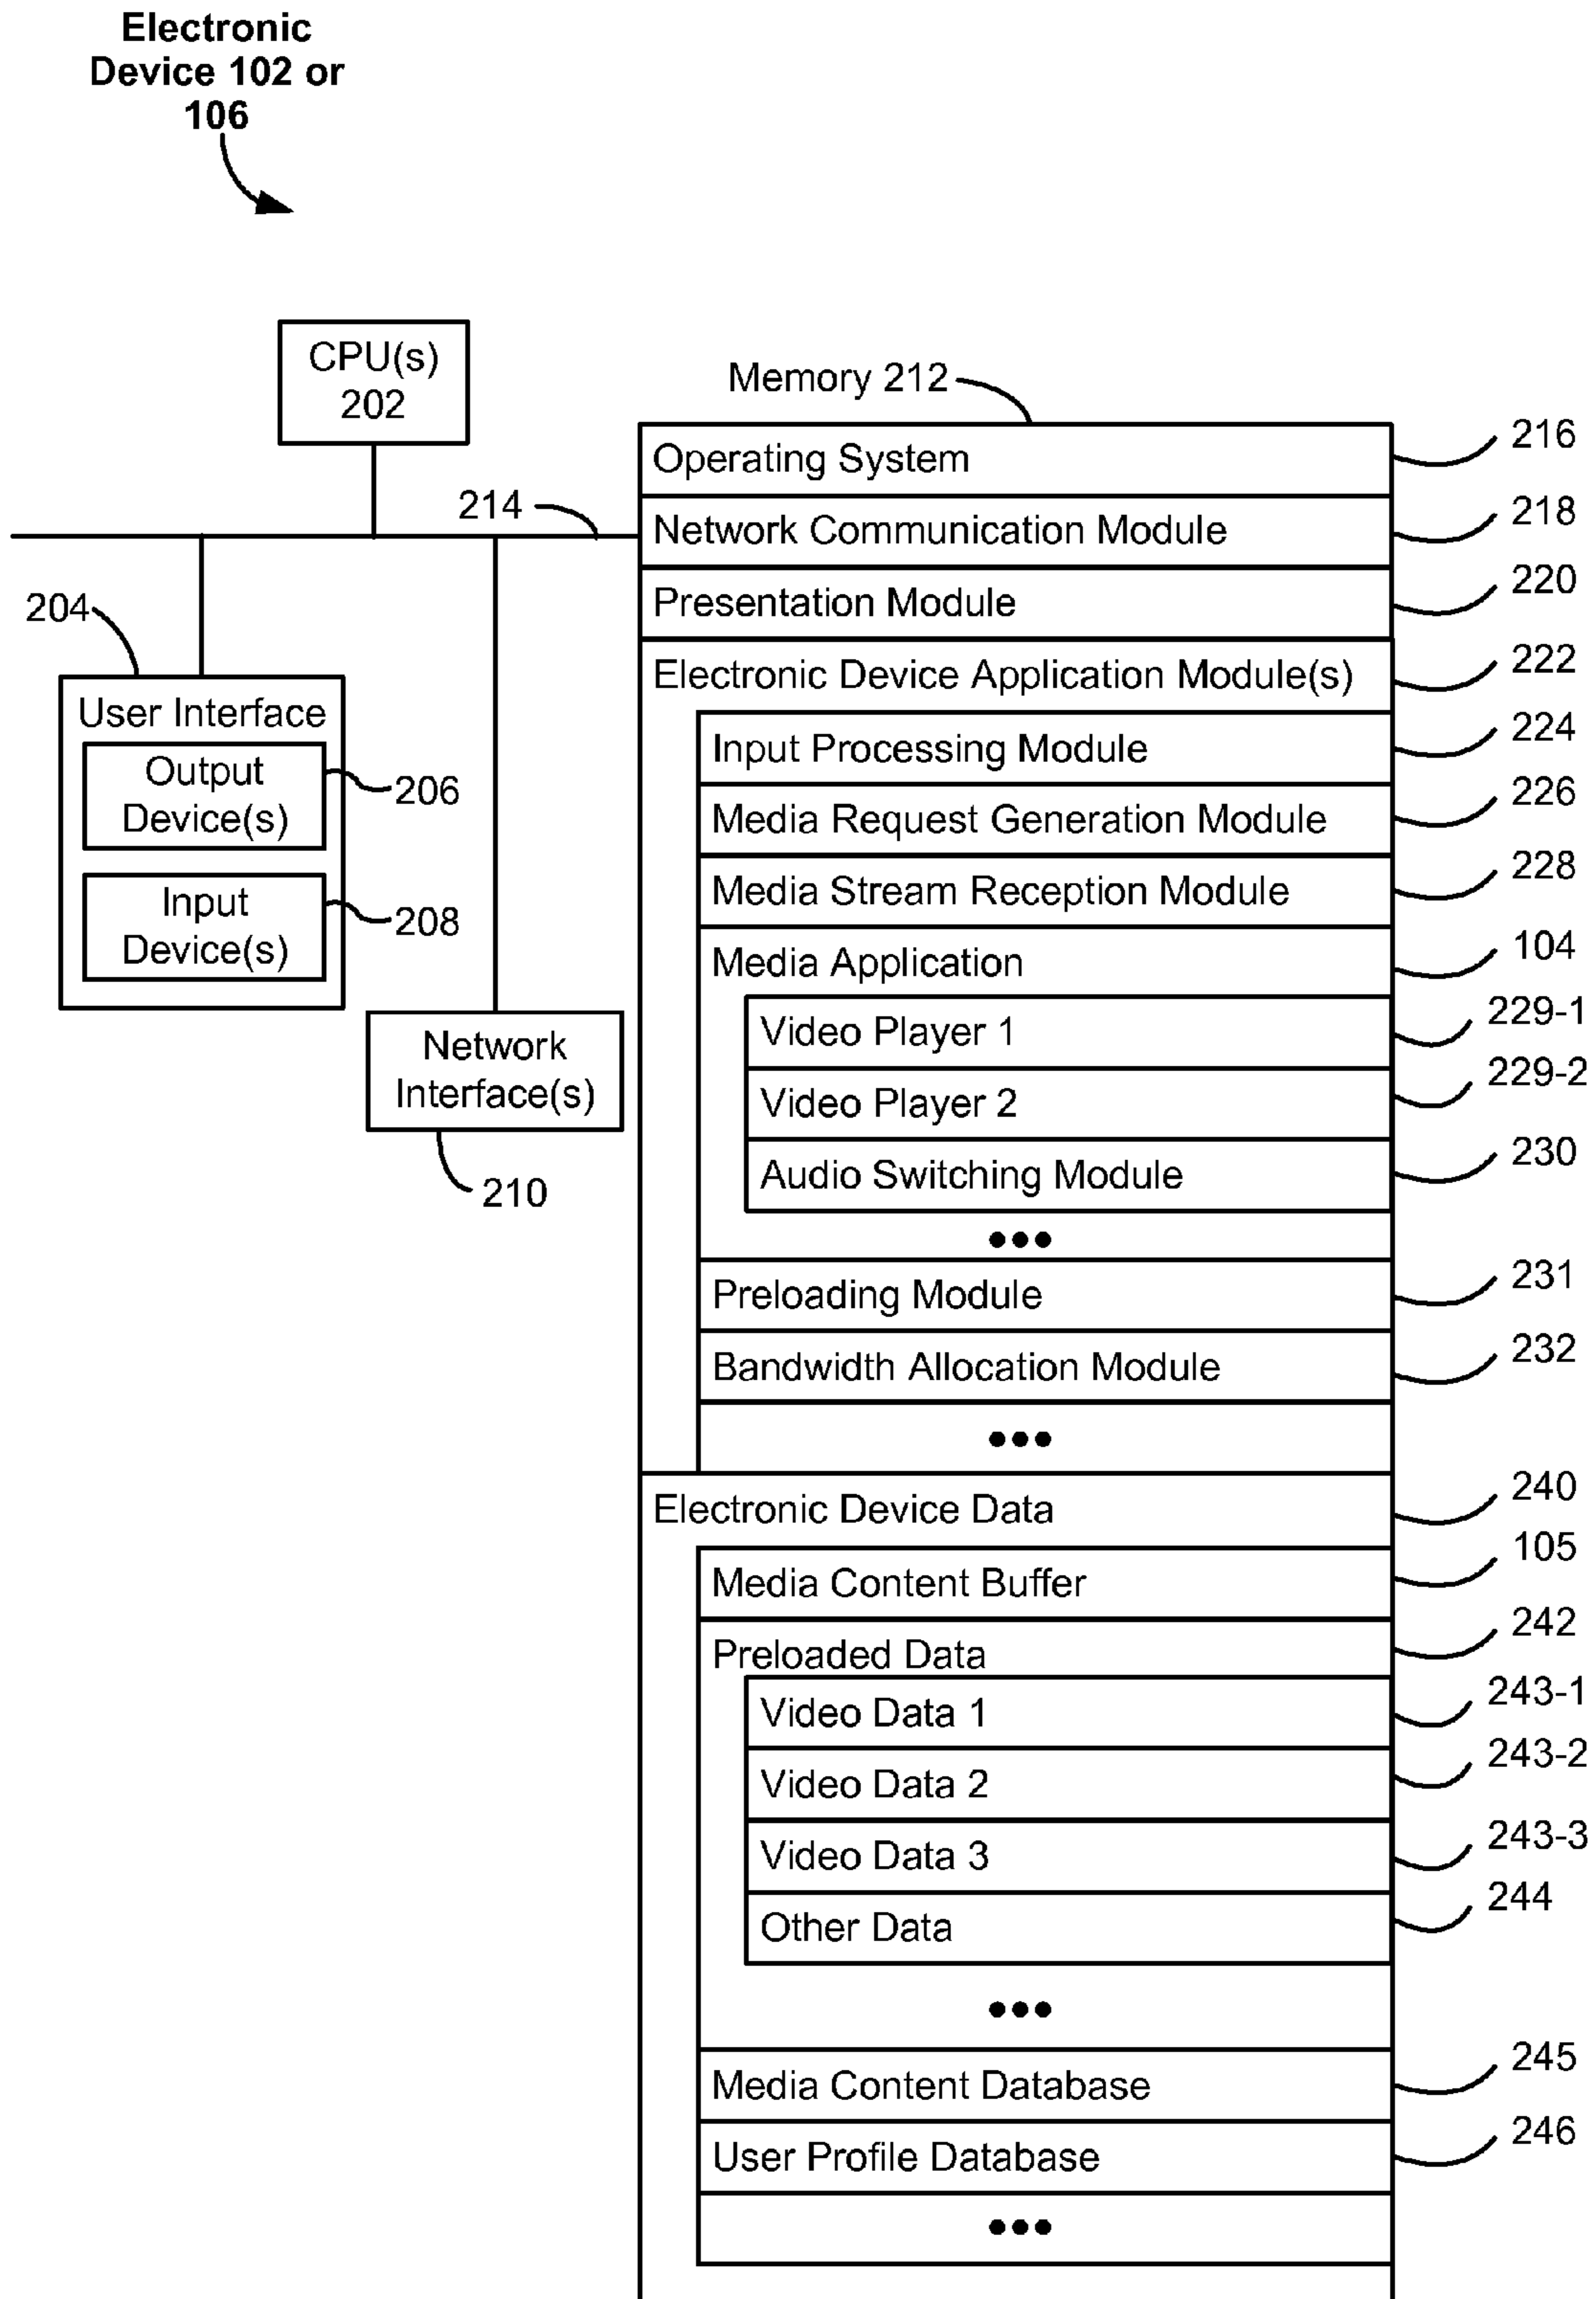 Electronic
Device 102 or
106
CPU(s)
202
Memory 212
214
204
User Interface
Output
Device(s)
206
Input
Device(s)
208
Network
Interface(s)
210
Operating System
216
Network Communication Module
218
Presentation Module
220
Electronic Device Application Module(s)
222
Input Processing Module
224
Media Request Generation Module
226
Media Stream Reception Module
228
Media Application
104
Video Player 1
229-1
Video Player 2
229-2
Audio Switching Module
230
•••
Preloading Module
231
Bandwidth Allocation Module
232
•••
Electronic Device Data
240
Media Content Buffer
105
Preloaded Data
242
Video Data 1
243-1
Video Data 2
243-2
Video Data 3
243-3
Other Data
244
•••
Media Content Database
245
User Profile Database
246
•••